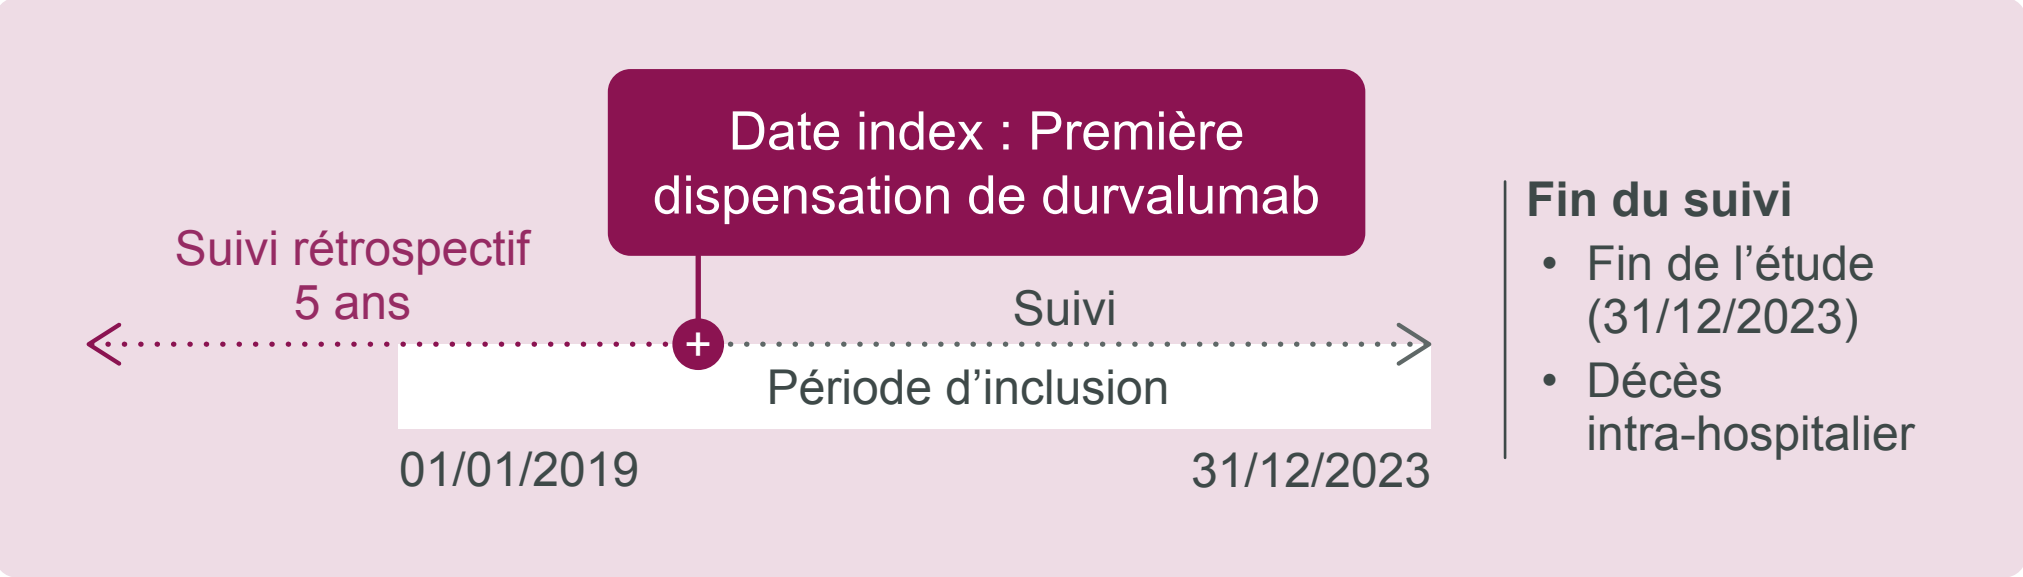 Date index : Première
dispensation de durvalumab
Suivi rétrospectif
5 ans
Suivi
+
Période d’inclusion
01/01/2019
31/12/2023
Fin du suivi
• Fin de l’étude
(31/12/2023)
• Décès
intra-hospitalier